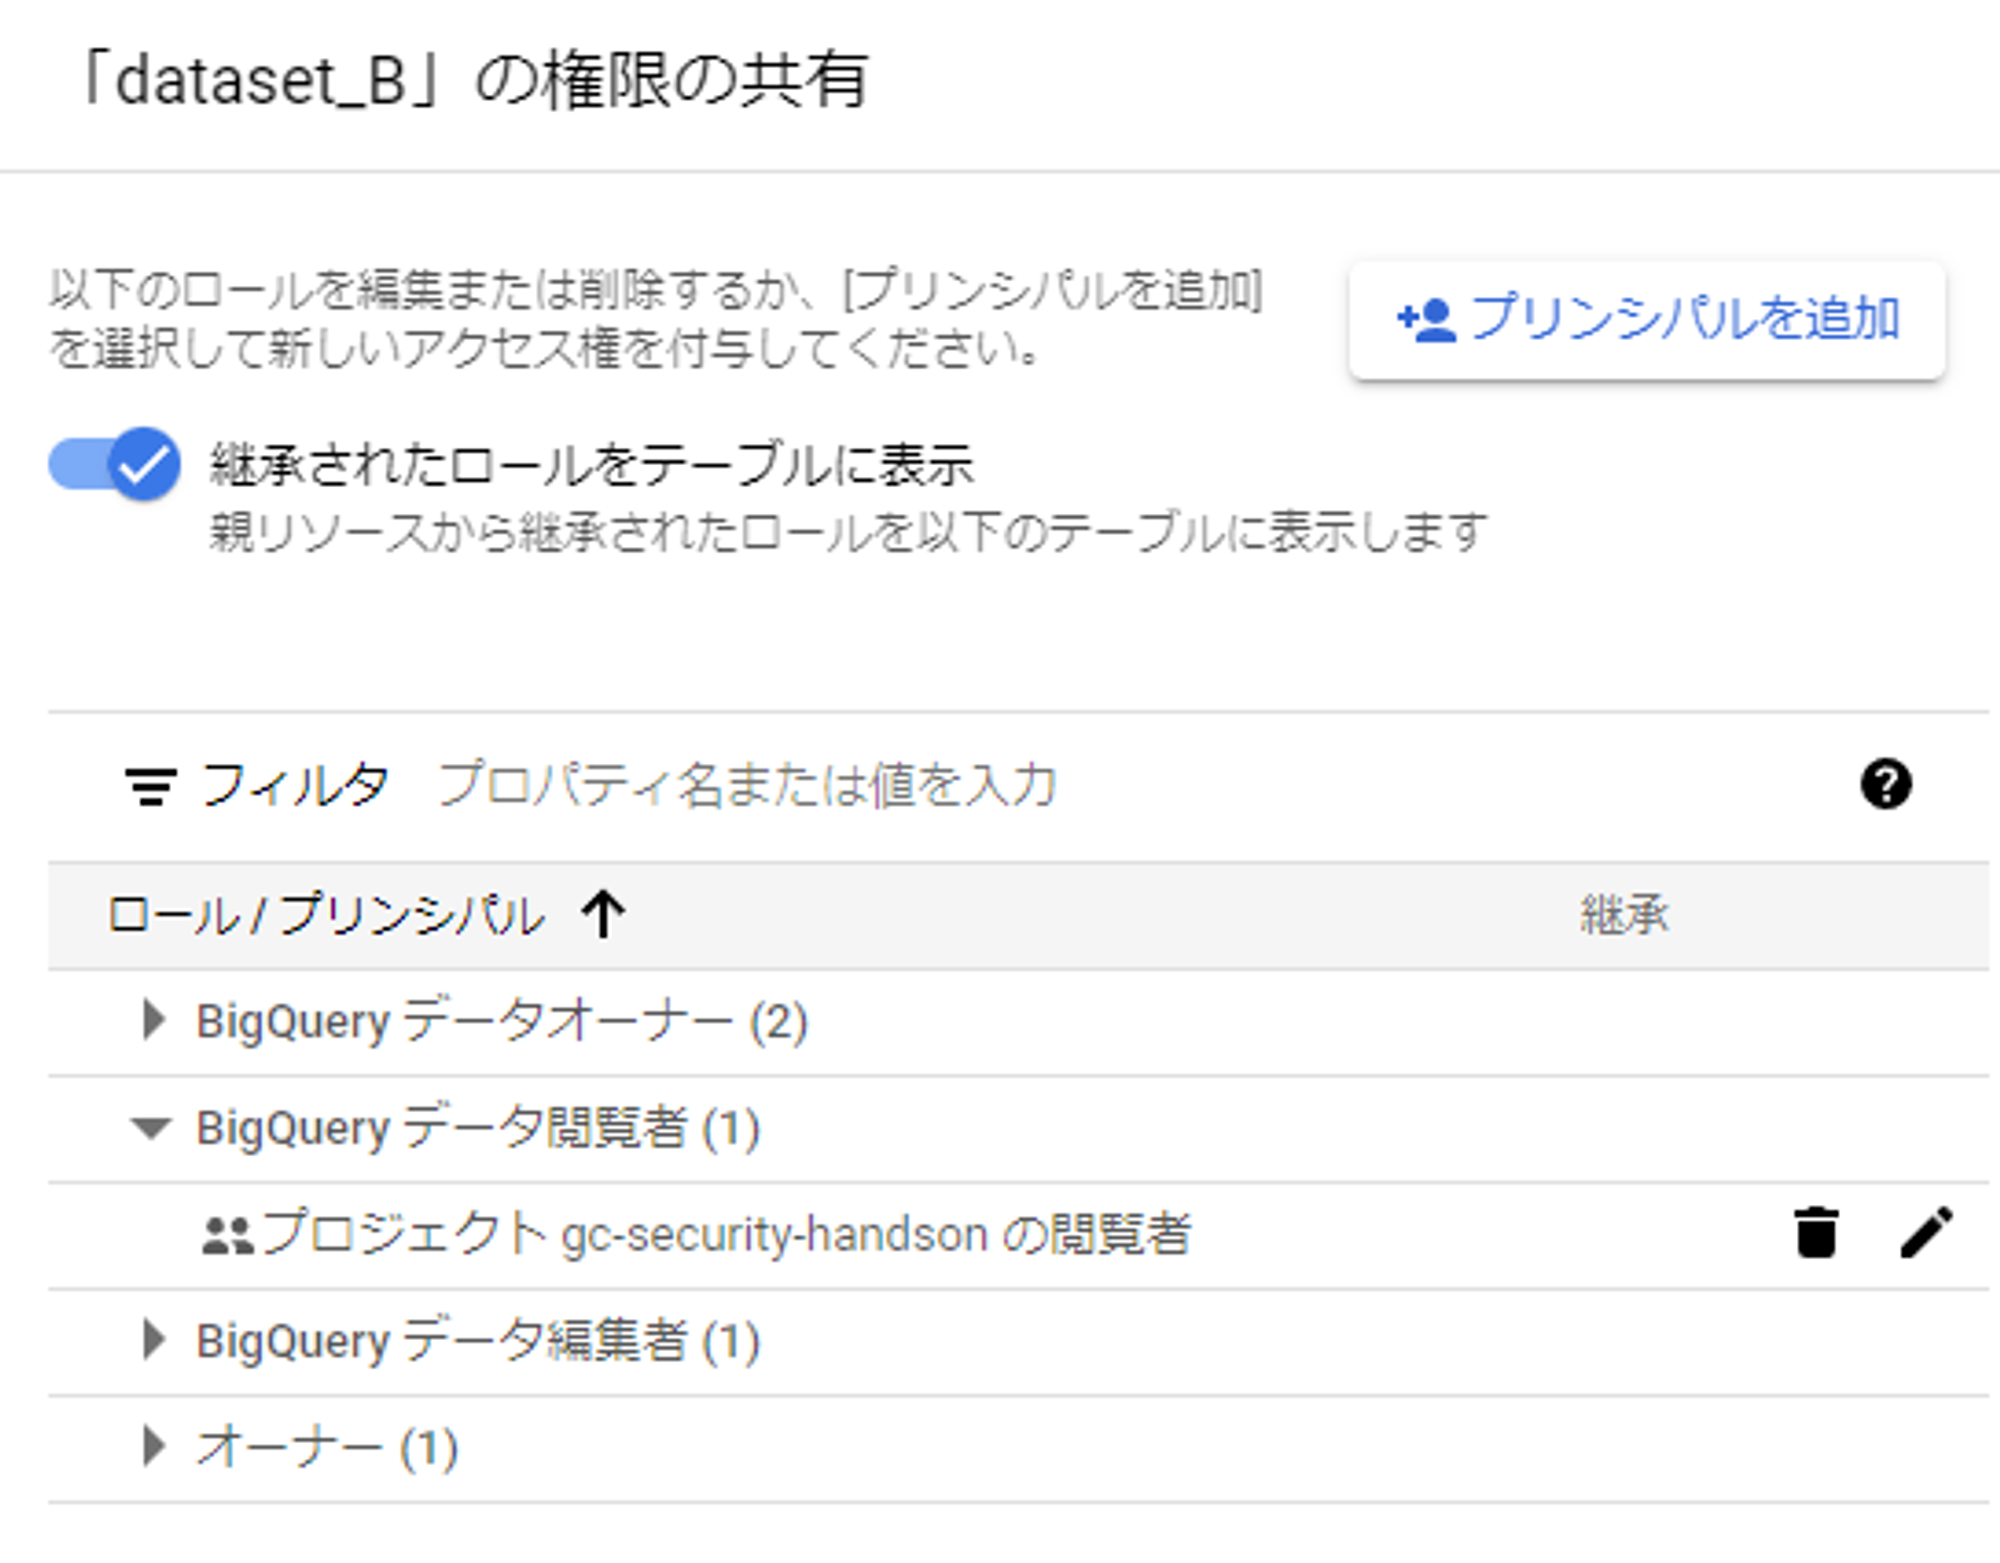 「dataset_B」の権限の共有
以下のロールを編集または削除するか、[プリンシパルを追加]
を選択して新しいアクセス権を付与してください。
プリンシパルを追加
継承されたロールをテーブルに表示
親リソースから継承されたロールを以下のテーブルに表示します
フィルタ プロパティ名または値を入力
ロール / プリンシパル 継承
BigQuery データオーナー (2)
BigQuery データ閲覧者 (1)
プロジェクト gc-security-handson の閲覧者
BigQuery データ編集者 (1)
オーナー (1)